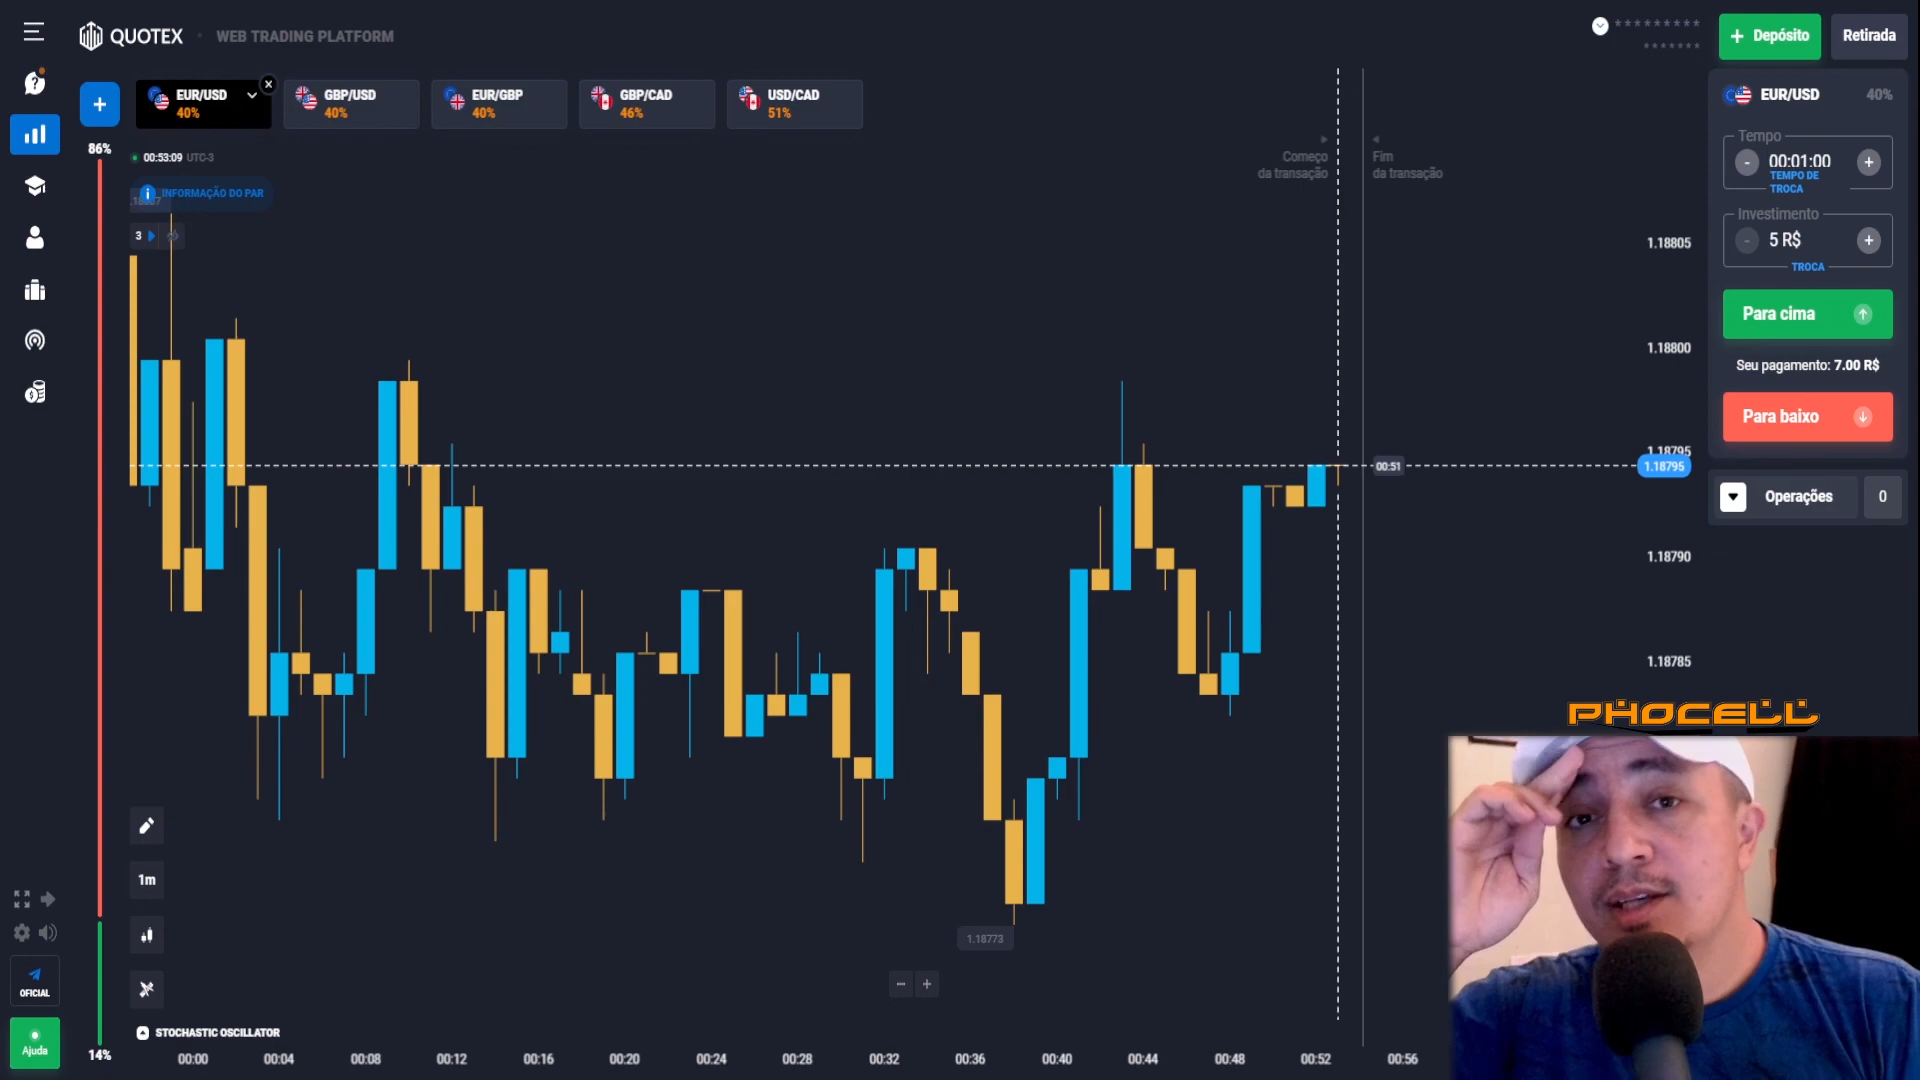 QUOTEX
WEB TRADING PLATFORM
*********
*******
+ Depósito
Retirada
EUR/USD
40%
GBP/USD
40%
EUR/GBP
40%
GBP/CAD
46%
USD/CAD
51%
EUR/USD
40%
86%
00:53:09 UTC-3
INFORMAÇÃO DO PAR
3
Começo
da transação
Fim
da transação
Tempo
- 00:01:00 +
TEMPO DE
TROCA
Investimento
- 5 R$ +
TROCA
Para cima
Seu pagamento: 7.00 R$
Para baixo
Operações
0
1.18805
1.18800
1.18795
1.18795
00:51
1.18790
1.18785
PHOCELL
1m
1.18773
- +
OFICIAL
Ajuda
14%
STOCHASTIC OSCILLATOR
00:00 00:04 00:08 00:12 00:16 00:20 00:24 00:28 00:32 00:36 00:40 00:44 00:48 00:52 00:56